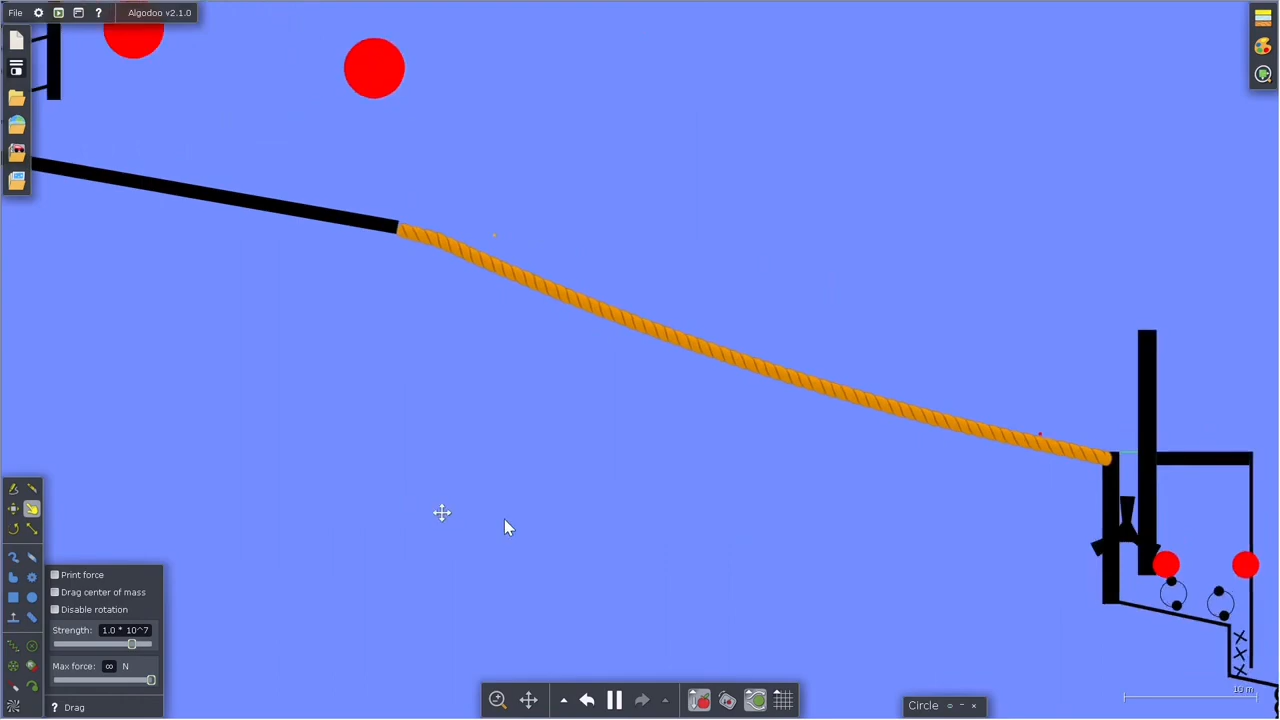 File ? Algodoo v2.1.0
Print force
Drag center of mass
Disable rotation
Strength: 1.0 * 10^7
Max force: ∞ N
? Drag
Circle
10 m